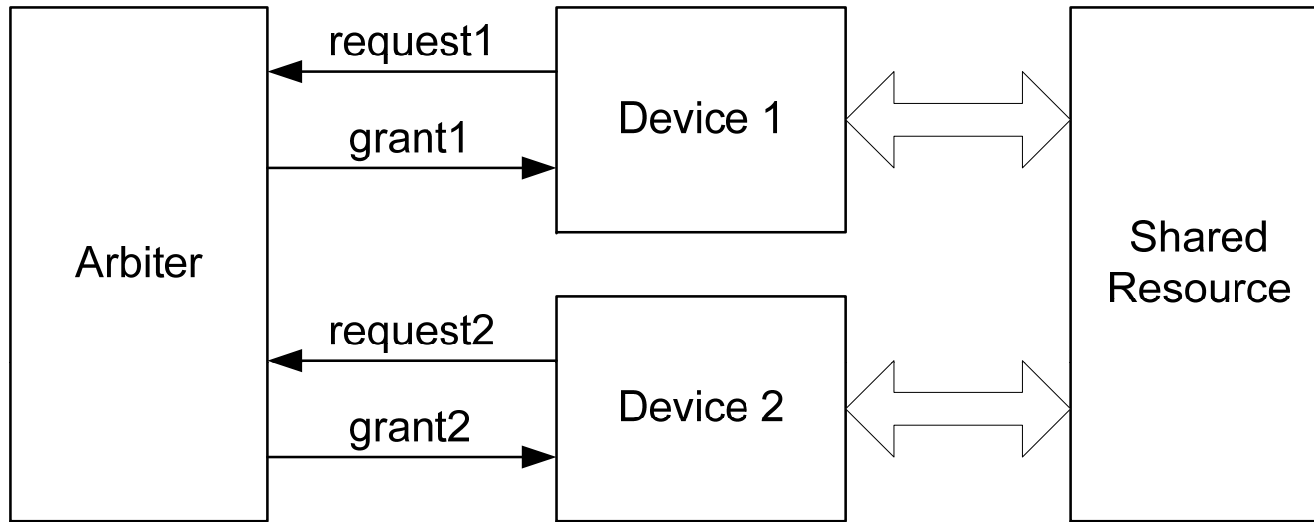 request1
grant1
Device 1
Arbiter
Shared
Resource
request2
grant2
Device 2